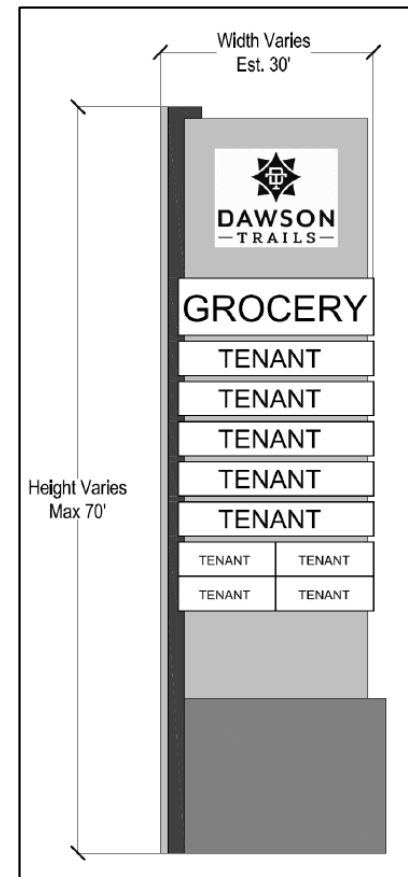 Width Varies
Est. 30'
DT
DAWSON
TRAILS
GROCERY
TENANT
TENANT
TENANT
TENANT
TENANT
TENANT TENANT
TENANT TENANT
Height Varies
Max 70'